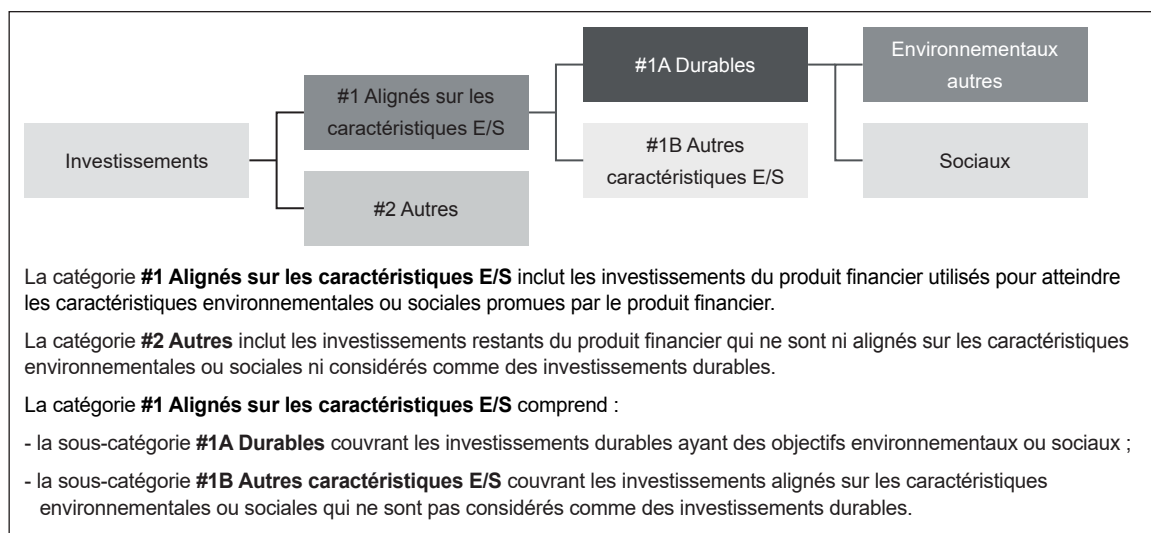 Investissements
#1 Alignés sur les
caractéristiques E/S
#2 Autres
#1A Durables
#1B Autres
caractéristiques E/S
Environnementaux
autres
Sociaux
La catégorie #1 Alignés sur les caractéristiques E/S inclut les investissements du produit financier utilisés pour atteindre
les caractéristiques environnementales ou sociales promues par le produit financier.
La catégorie #2 Autres inclut les investissements restants du produit financier qui ne sont ni alignés sur les caractéristiques
environnementales ou sociales ni considérés comme des investissements durables.
La catégorie #1 Alignés sur les caractéristiques E/S comprend :
- la sous-catégorie #1A Durables couvrant les investissements durables ayant des objectifs environnementaux ou sociaux ;
- la sous-catégorie #1B Autres caractéristiques E/S couvrant les investissements alignés sur les caractéristiques
environnementales ou sociales qui ne sont pas considérés comme des investissements durables.